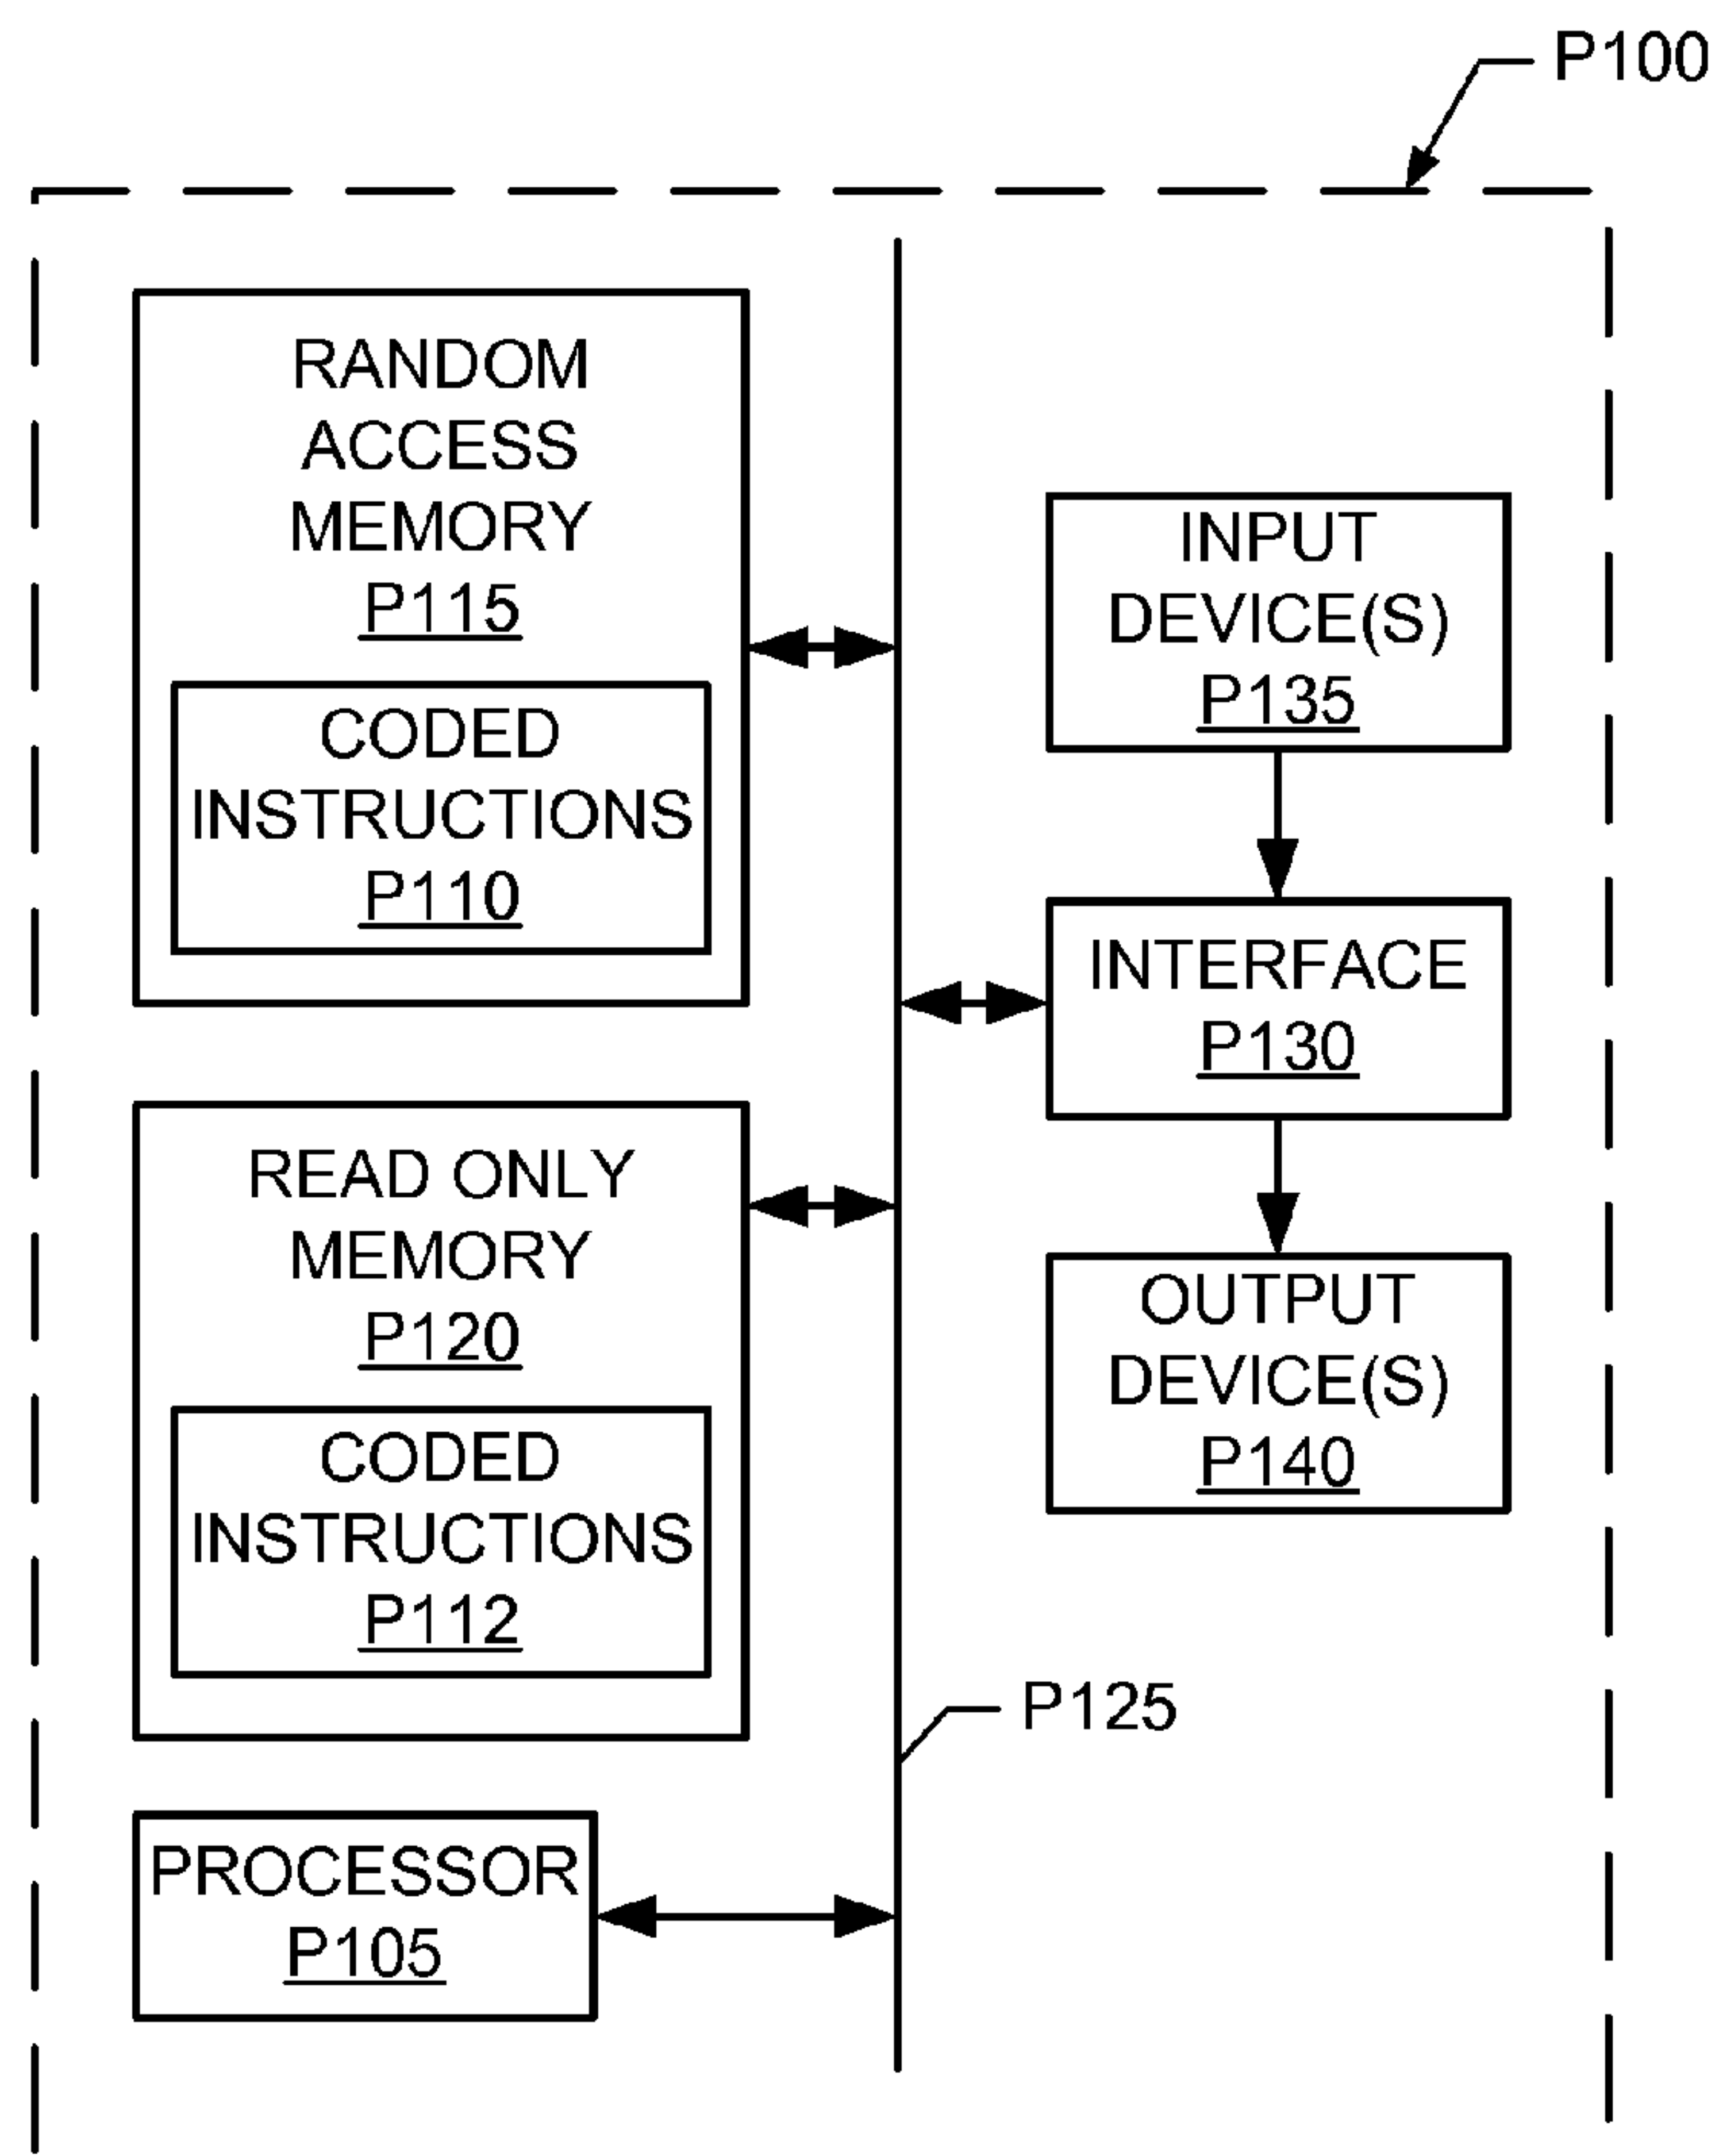 P100
RANDOM
ACCESS
MEMORY
P115
CODED
INSTRUCTIONS
P110
READ ONLY
MEMORY
P120
CODED
INSTRUCTIONS
P112
PROCESSOR
P105
INPUT
DEVICE(S)
P135
INTERFACE
P130
OUTPUT
DEVICE(S)
P140
P125